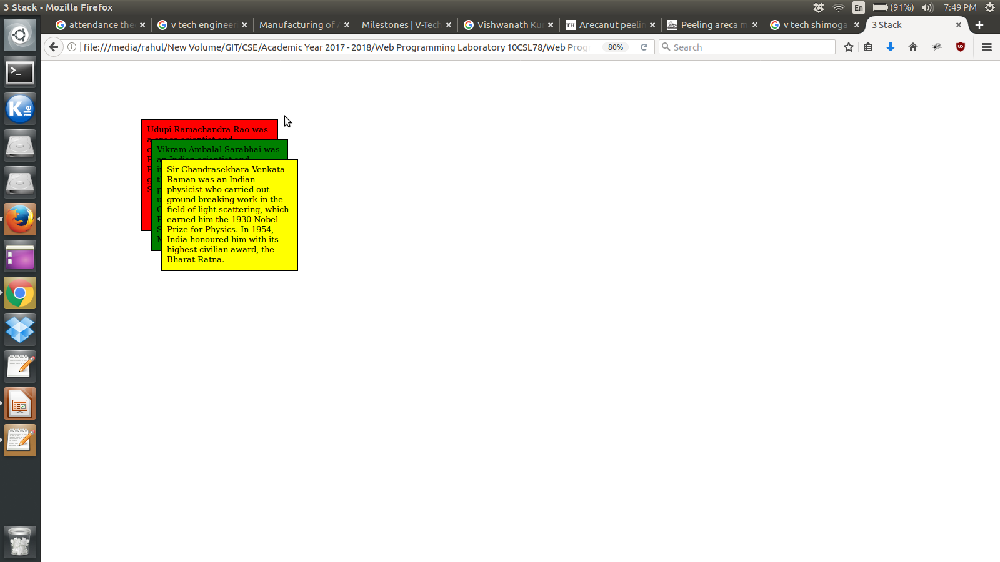 3 Stack - Mozilla Firefox
En
(91%)
7:49 PM
attendance the
v tech engineer
Manufacturing of
Milestones | V-Tech
Vishwanath Ku
TH
Arecanut peelin
Peeling areca m
v tech shimoga
3 Stack
file:///media/rahul/New Volume/GIT/CSE/Academic Year 2017 - 2018/Web Programming Laboratory 10CSL78/Web Prog
80%
Search
Kile
Udupi Ramachandra Rao was
Vikram Ambalal Sarabhai was
Sir Chandrasekhara Venkata
Raman was an Indian
physicist who carried out
ground-breaking work in the
field of light scattering, which
earned him the 1930 Nobel
Prize for Physics. In 1954,
India honoured him with its
highest civilian award, the
Bharat Ratna.